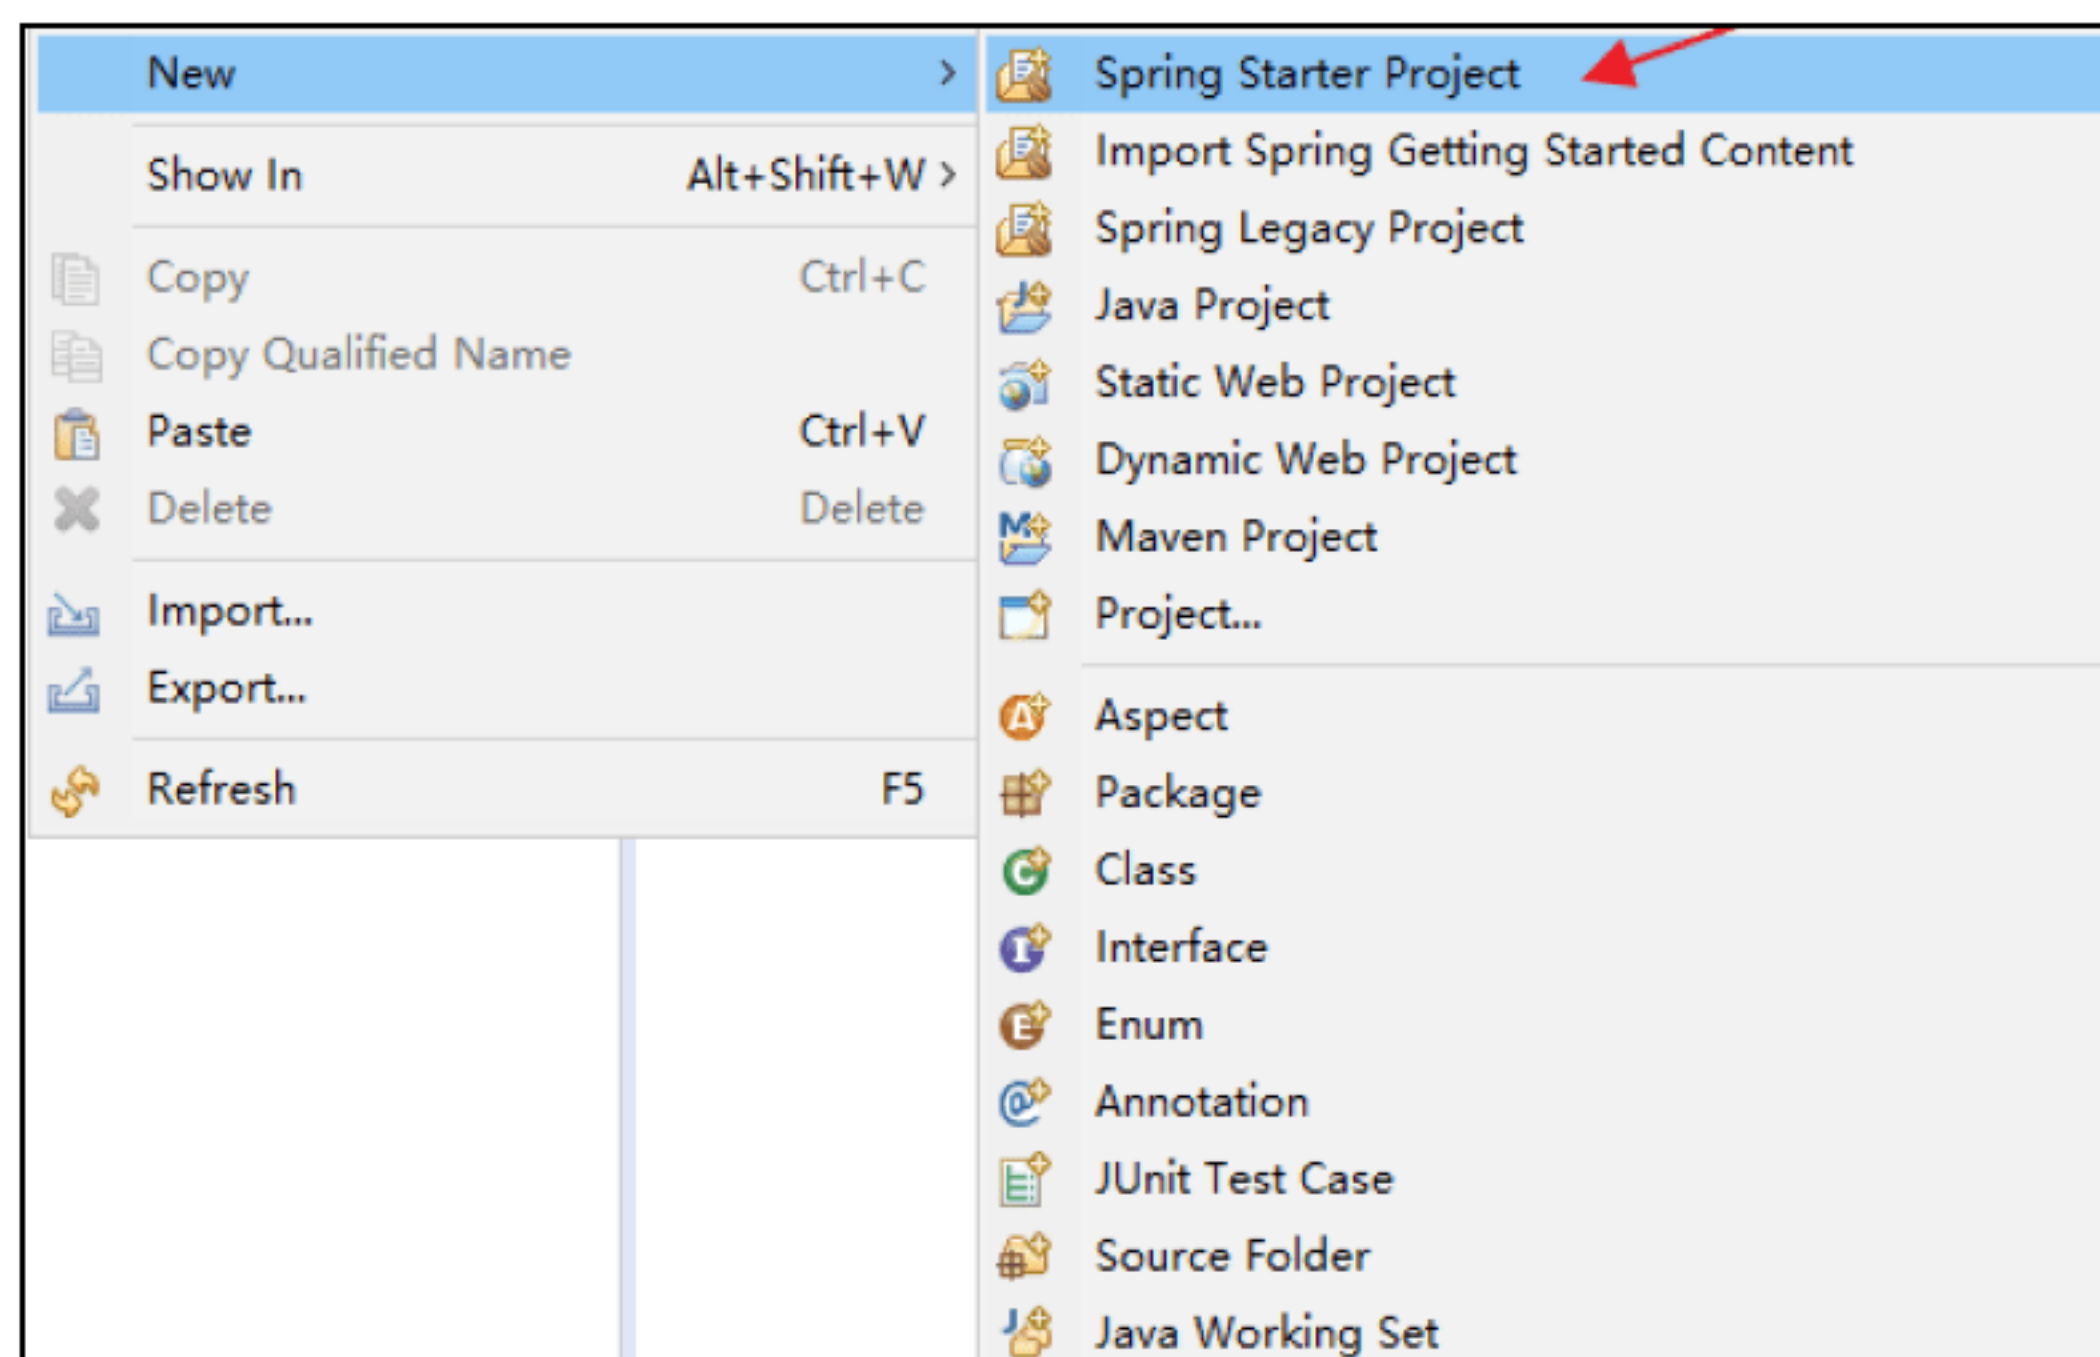 New
Show In Alt+Shift+W
Copy Ctrl+C
Copy Qualified Name
Paste Ctrl+V
Delete Delete
Import...
Export...
Refresh F5
Spring Starter Project
Import Spring Getting Started Content
Spring Legacy Project
Java Project
Static Web Project
Dynamic Web Project
Maven Project
Project...
Aspect
Package
Class
Interface
Enum
Annotation
JUnit Test Case
Source Folder
Java Working Set